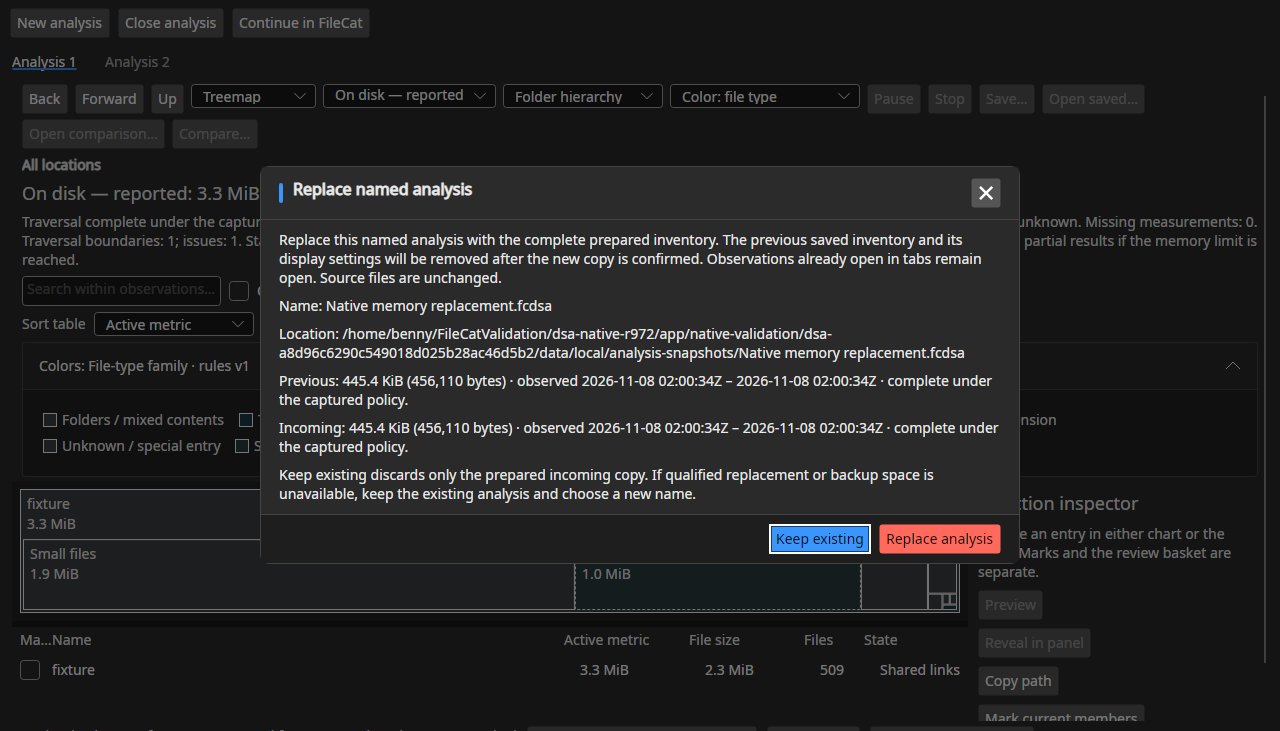 New analysis Close analysis Continue in FileCat
Analysis 1 Analysis 2
Back Forward Up Treemap On disk — reported Folder hierarchy Color: file type Pause Stop Save... Open saved...
Open comparison... Compare...
All locations
On disk — reported: 3.3 MiB
Traversal complete under the unknown. Missing measurements: 0.
Traversal boundaries: 1; issues: 1. partial results if the memory limit is
reached.
Search within observations...
Sort table Active metric
Colors: File-type family · rules v1
Folders / mixed contents
Unknown / special entry
Replace named analysis
Replace this named analysis with the complete prepared inventory. The previous saved inventory and its
display settings will be removed after the new copy is confirmed. Observations already open in tabs remain
open. Source files are unchanged.
Name: Native memory replacement.fcdsa
Location: /home/benny/FileCatValidation/dsa-native-r972/app/native-validation/dsa-
a8d96c6290c549018d025b28ac46d5b2/data/local/analysis-snapshots/Native memory replacement.fcdsa
Previous: 445.4 KiB (456,110 bytes) · observed 2026-11-08 02:00:34Z – 2026-11-08 02:00:34Z · complete under
the captured policy.
Incoming: 445.4 KiB (456,110 bytes) · observed 2026-11-08 02:00:34Z – 2026-11-08 02:00:34Z · complete under
the captured policy.
Keep existing discards only the prepared incoming copy. If qualified replacement or backup space is
unavailable, keep the existing analysis and choose a new name.
Keep existing Replace analysis
fixture
3.3 MiB
Small files
1.9 MiB
1.0 MiB
inspector
an entry in either chart or the
Marks and the review basket are
separate.
Preview
Reveal in panel
Copy path
Mark current members
Ma...Name Active metric File size Files State
fixture 3.3 MiB 2.3 MiB 509 Shared links